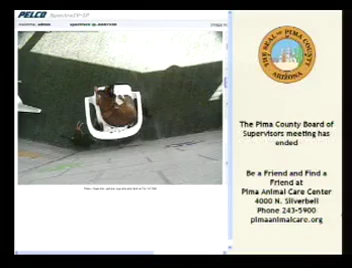 PELCO
THE SEAL OF PIMA COUNTY
ARIZONA
The Pima County Board of
Supervisors meeting has
ended
Be a Friend and Find a
Friend at
Pima Animal Care Center
4000 N. Silverbell
Phone 243-5900
pimaanimalcare.org